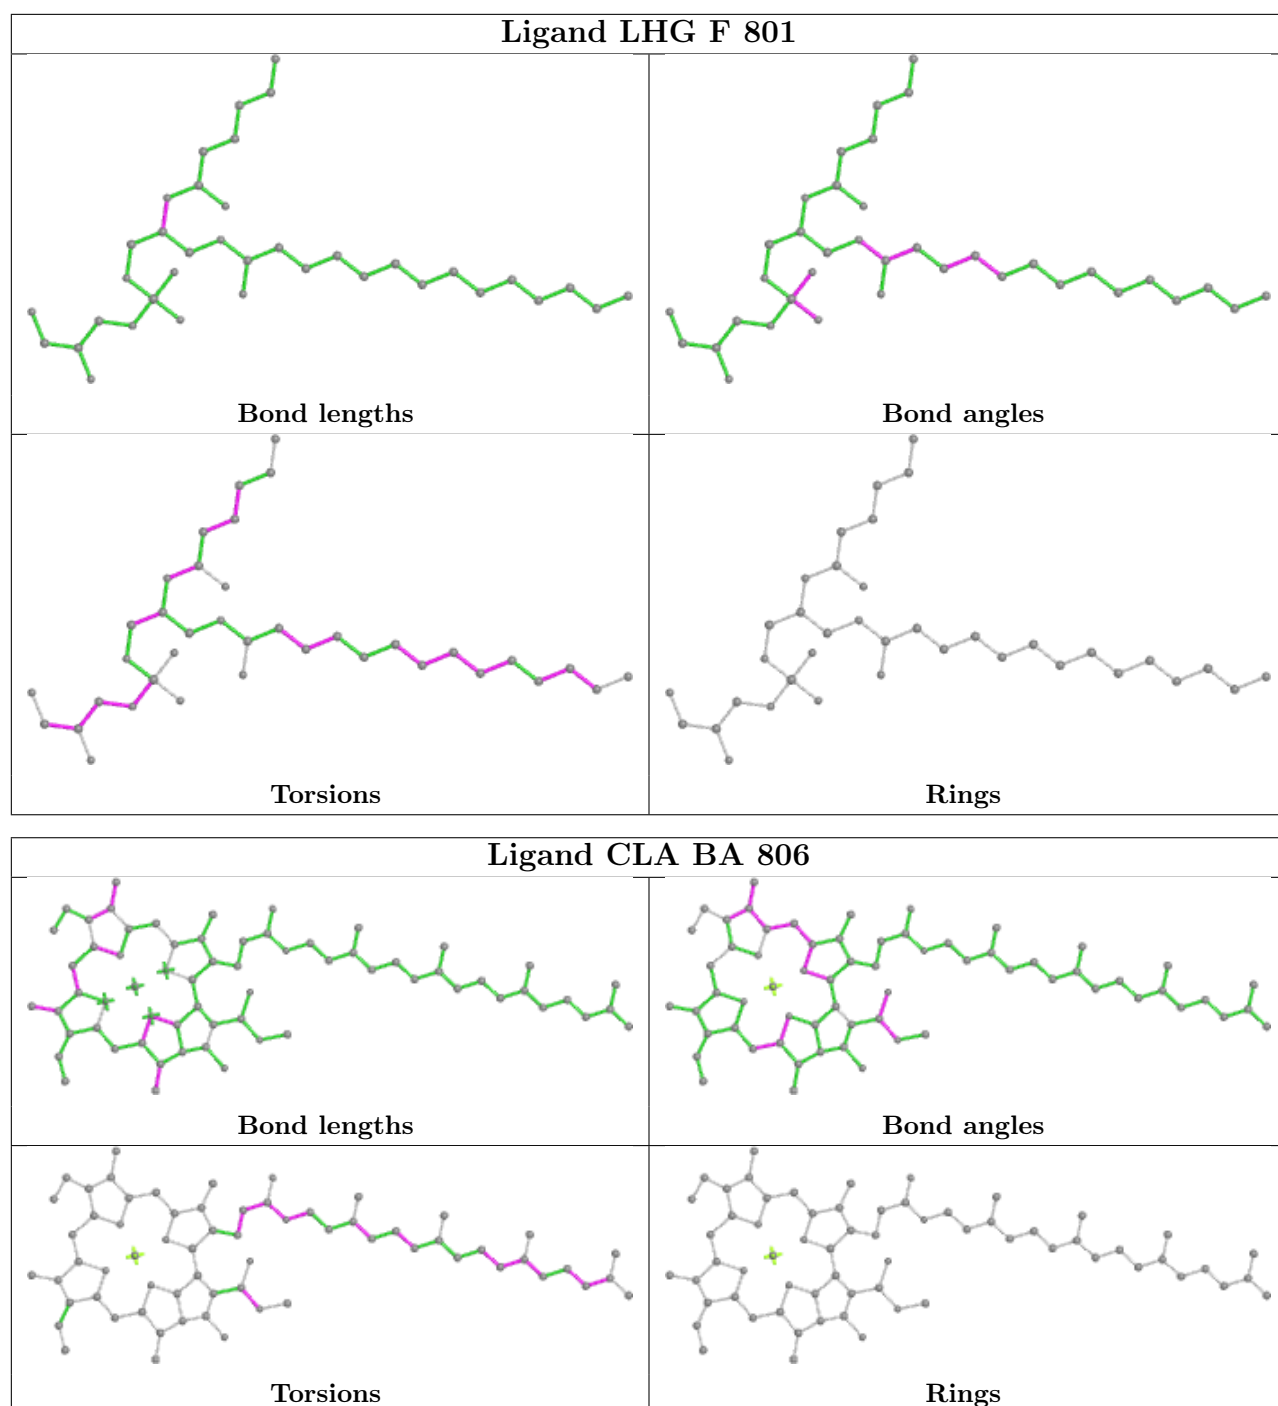 Ligand LHG F 801
Bond lengths
Bond angles
Torsions
Rings
Ligand CLA BA 806
Bond lengths
Bond angles
Torsions
Rings